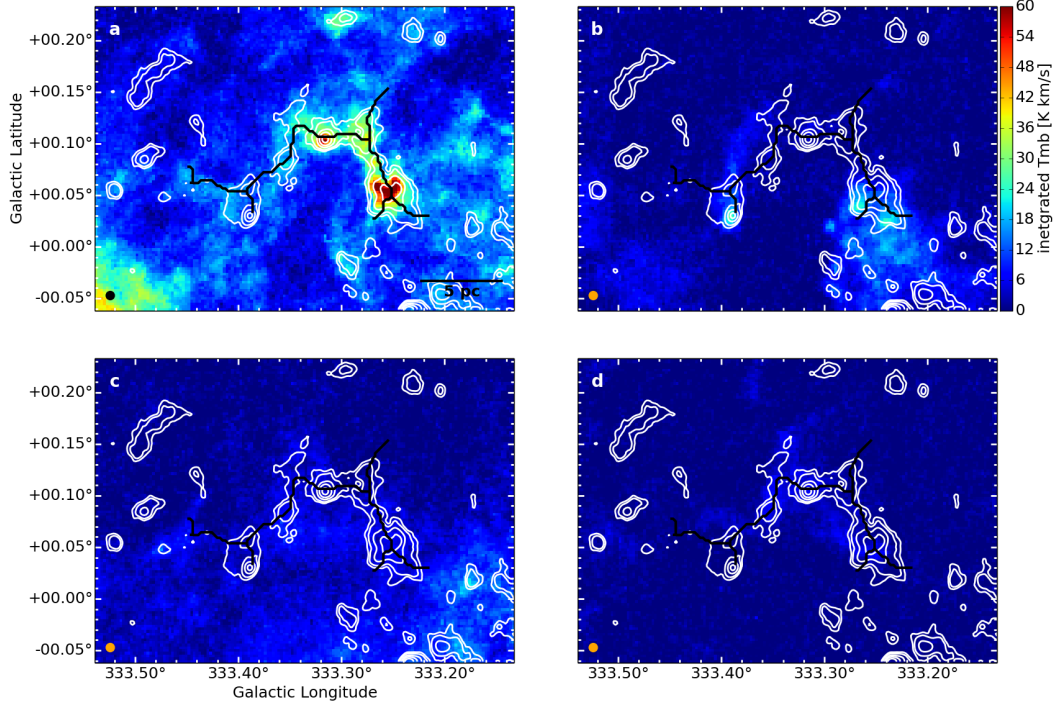 a
b
+00.20°
+00.15°
+00.10°
+00.05°
+00.00°
-00.05°
Galactic Latitude
5 pc
60
54
48
42
36
30
24
18
12
6
0
inetgrated Tmb [K km/s]
c
d
+00.20°
+00.15°
+00.10°
+00.05°
+00.00°
-00.05°
333.50° 333.40° 333.30° 333.20°
333.50° 333.40° 333.30° 333.20°
Galactic Longitude